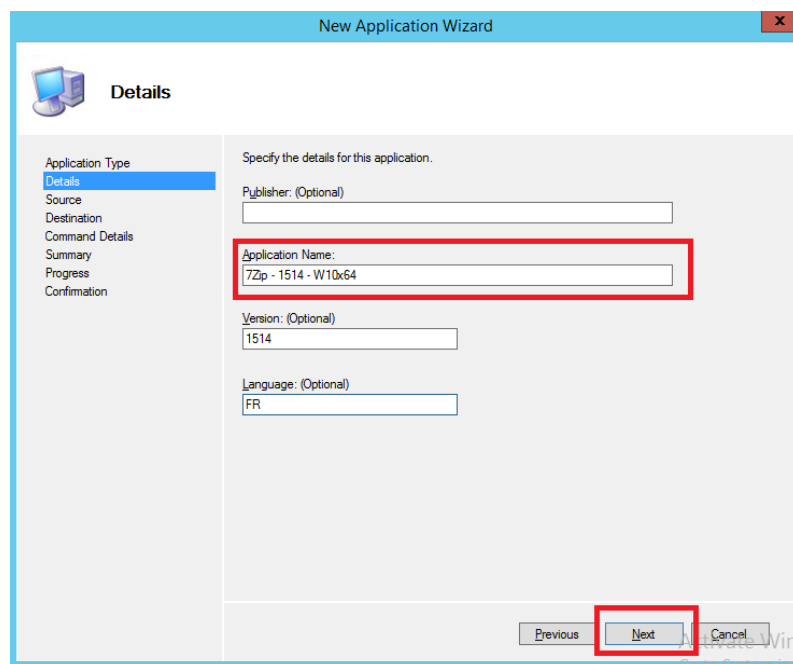 New Application Wizard
x
Details
Application Type
Details
Source
Destination
Command Details
Summary
Progress
Confirmation
Specify the details for this application.
Publisher: (Optional)
Application Name:
7Zip - 1514 - W10x64
Version: (Optional)
1514
Language: (Optional)
FR
Previous
Next
Cancel